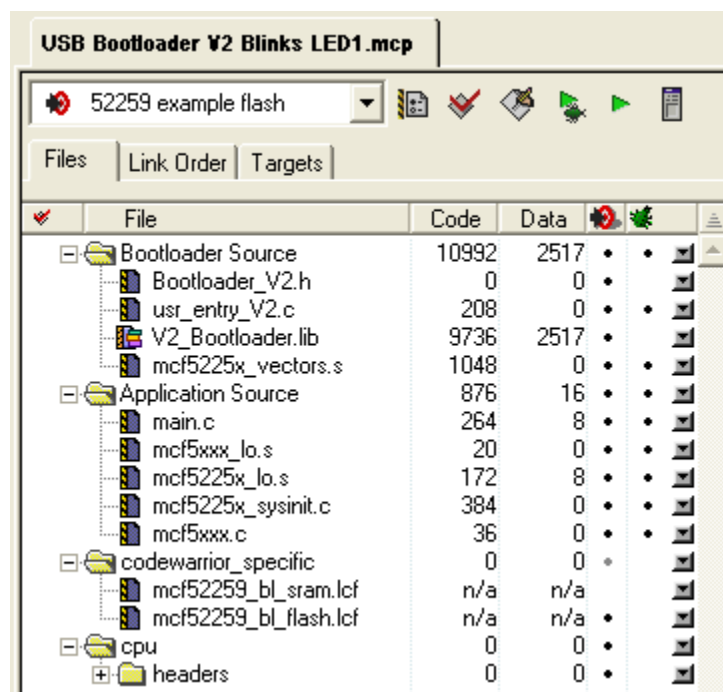 USB Bootloader V2 Blinks LED1.mcp
52259 example flash
Files Link Order Targets
File Code Data
Bootloader Source 10992 2517
Bootloader_V2.h 0 0
usr_entry_V2.c 208 0
V2_Bootloader.lib 9736 2517
mcf5225x_vectors.s 1048 0
Application Source 876 16
main.c 264 8
mcf5xxx_lo.s 20 0
mcf5225x_lo.s 172 8
mcf5225x_sysinit.c 384 0
mcf5xxx.c 36 0
codewarrior_specific 0 0
mcf52259_bl_sram.lcf n/a n/a
mcf52259_bl_flash.lcf n/a n/a
cpu 0 0
headers 0 0